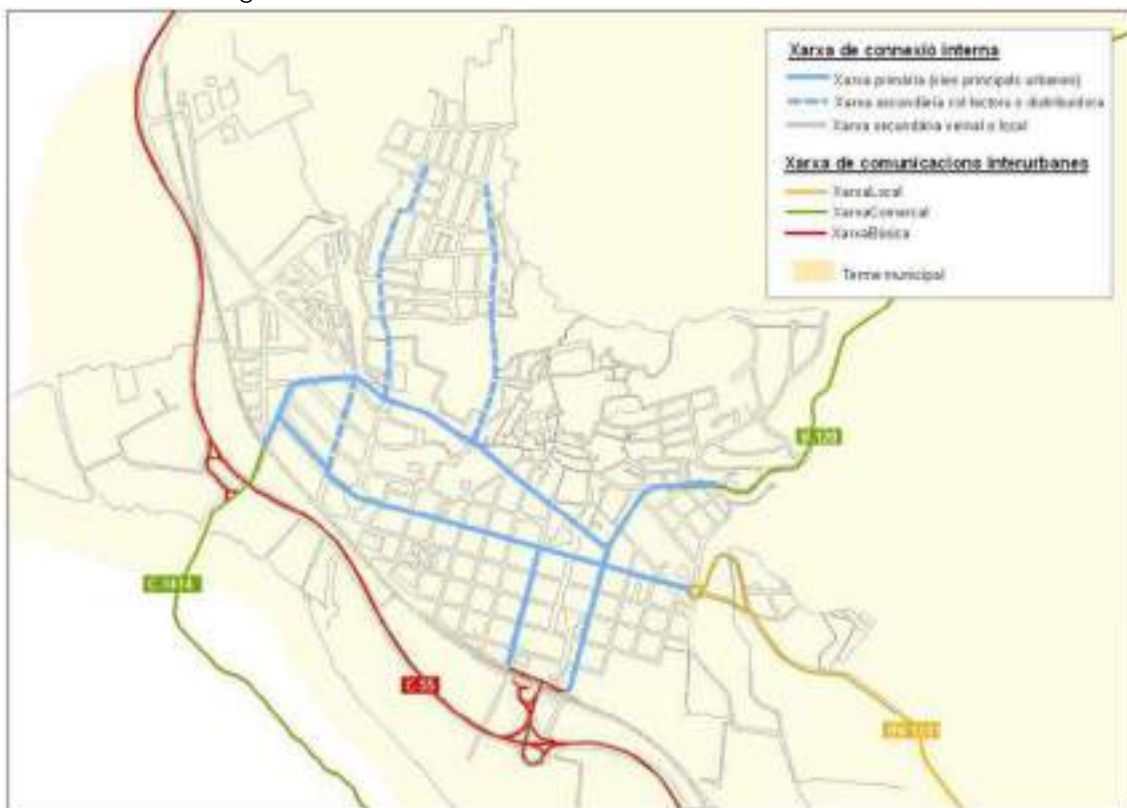 Xarxa de connexió interna
Xarxa primària (vies principals urbanes)
Xarxa secundària col·lectora o distribuidora
Xarxa secundària veïnal o local
Xarxa de comunicacions interurbanes
XarxaLocal
XarxaComarcal
XarxaBàsica
Terme municipal
C-55